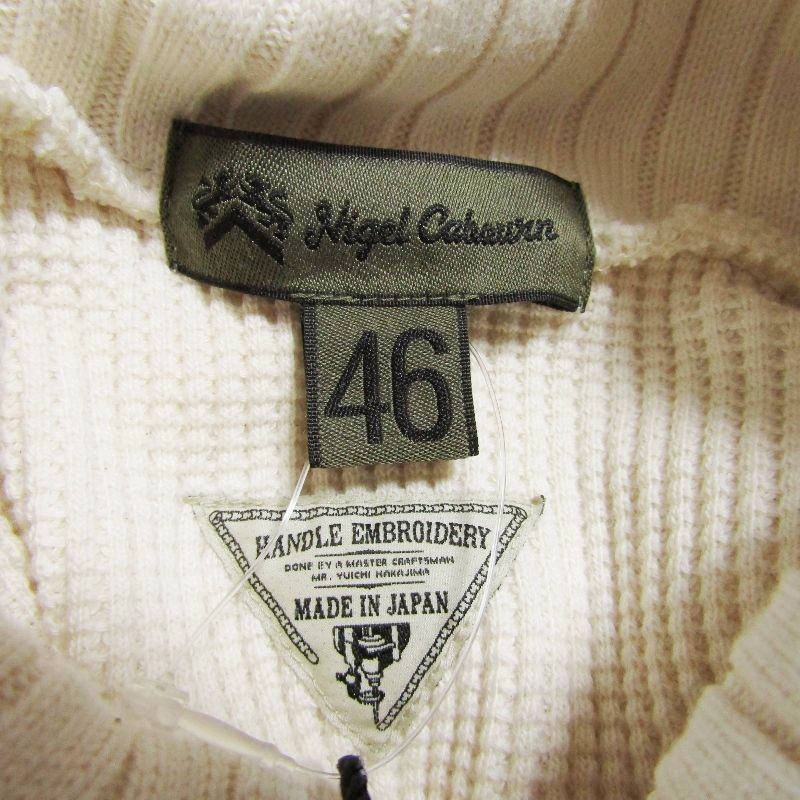 Nigel Cabourn
46
HANDLE EMBROIDERY
DONE BY A MASTER CRAFTSMAN
MR. YUICHI NAKAJIMA
MADE IN JAPAN